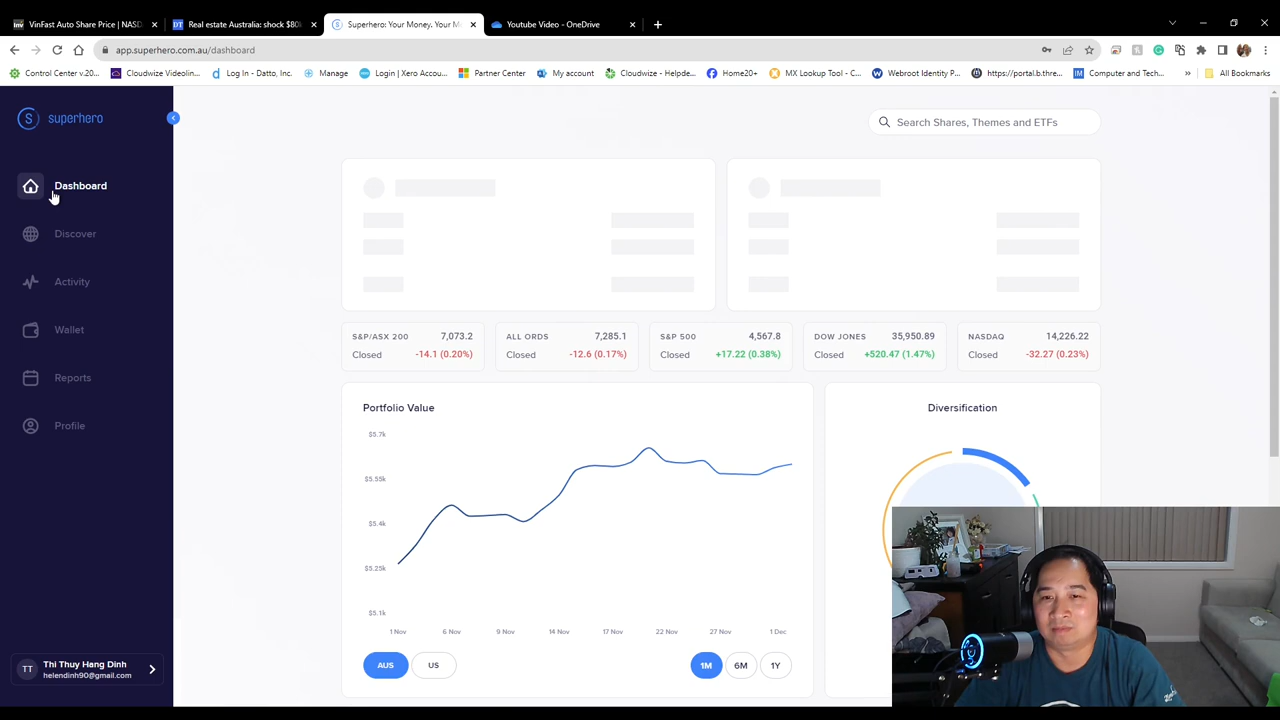 VinFast Auto Share Price | NASD
Real estate Australia: shock $80k
Superhero: Your Money. Your M
Youtube Video - OneDrive
app.superhero.com.au/dashboard
Control Center v.20...
Cloudwize Videolin...
Log In - Datto, Inc.
Manage
Login | Xero Accou...
Partner Center
My account
Cloudwize - Helpde...
Home20+
MX Lookup Tool - C...
Webroot Identity P...
https://portal.b.thre...
Computer and Tech...
»
All Bookmarks
superhero
Search Shares, Themes and ETFs
Dashboard
Discover
Activity
Wallet
Reports
Profile
S&P/ASX 200 7,073.2
Closed -14.1 (0.20%)
ALL ORDS 7,285.1
Closed -12.6 (0.17%)
S&P 500 4,567.8
Closed +17.22 (0.38%)
DOW JONES 35,950.89
Closed +520.47 (1.47%)
NASDAQ 14,226.22
Closed -32.27 (0.23%)
Portfolio Value
$5.7k
$5.55k
$5.4k
$5.25k
$5.1k
1 Nov 6 Nov 9 Nov 14 Nov 17 Nov 22 Nov 27 Nov 1 Dec
AUS US 1M 6M 1Y
Diversification
TT
Thi Thuy Hang Dinh
helendinh90@gmail.com